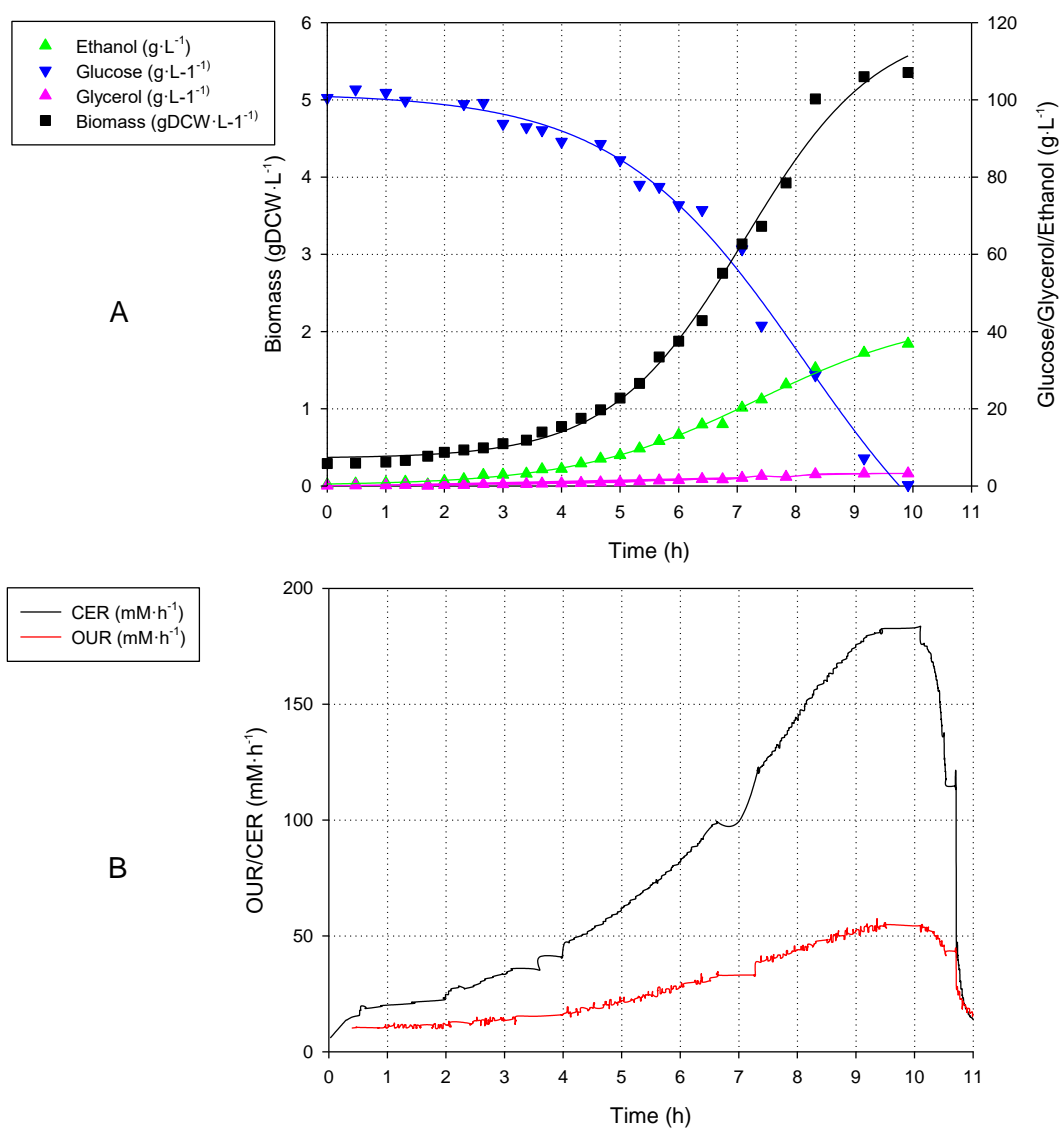 Ethanol (g·L⁻¹)
Glucose (g·L-1⁻¹)
Glycerol (g·L-1⁻¹)
Biomass (gDCW·L-1⁻¹)
A
Biomass (gDCW·L⁻¹)
6
5
4
3
2
1
0
120
100
80
60
40
20
0
Glucose/Glycerol/Ethanol (g·L⁻¹)
0 1 2 3 4 5 6 7 8 9 10 11
Time (h)
CER (mM·h⁻¹)
OUR (mM·h⁻¹)
B
OUR/CER (mM·h⁻¹)
200
150
100
50
0
0 1 2 3 4 5 6 7 8 9 10 11
Time (h)